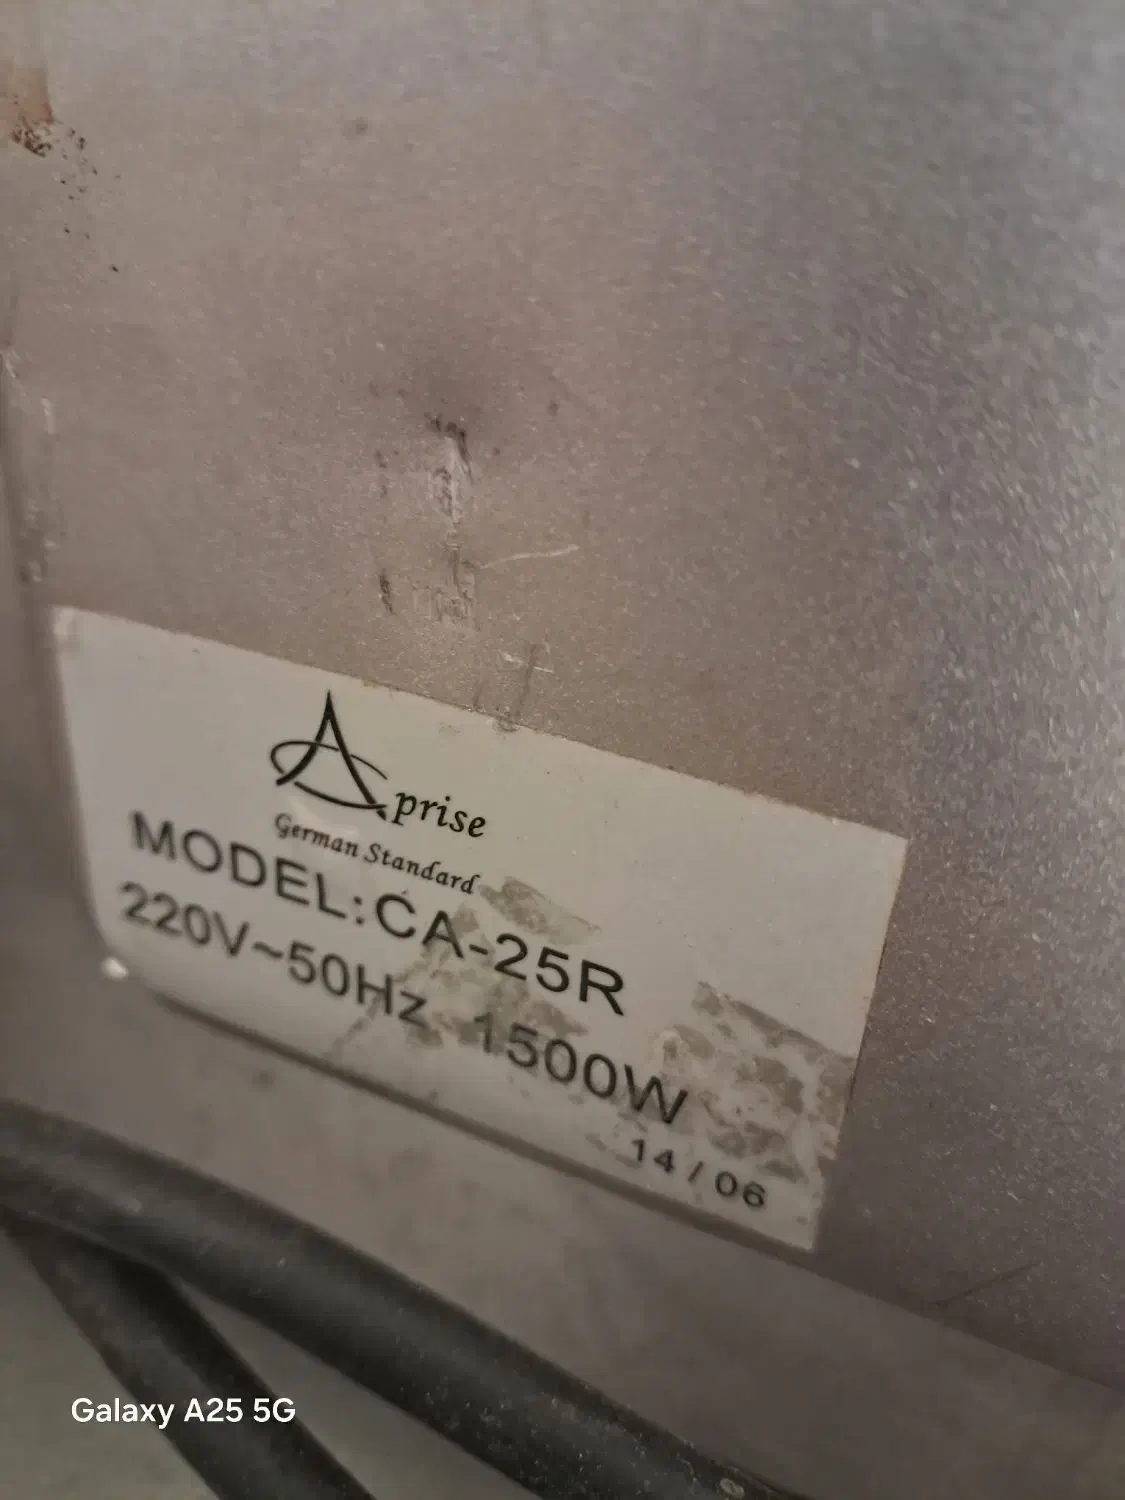 Aprise
German Standard
MODEL:CA-25R
220V~50Hz 1500W
14/06
Galaxy A25 5G